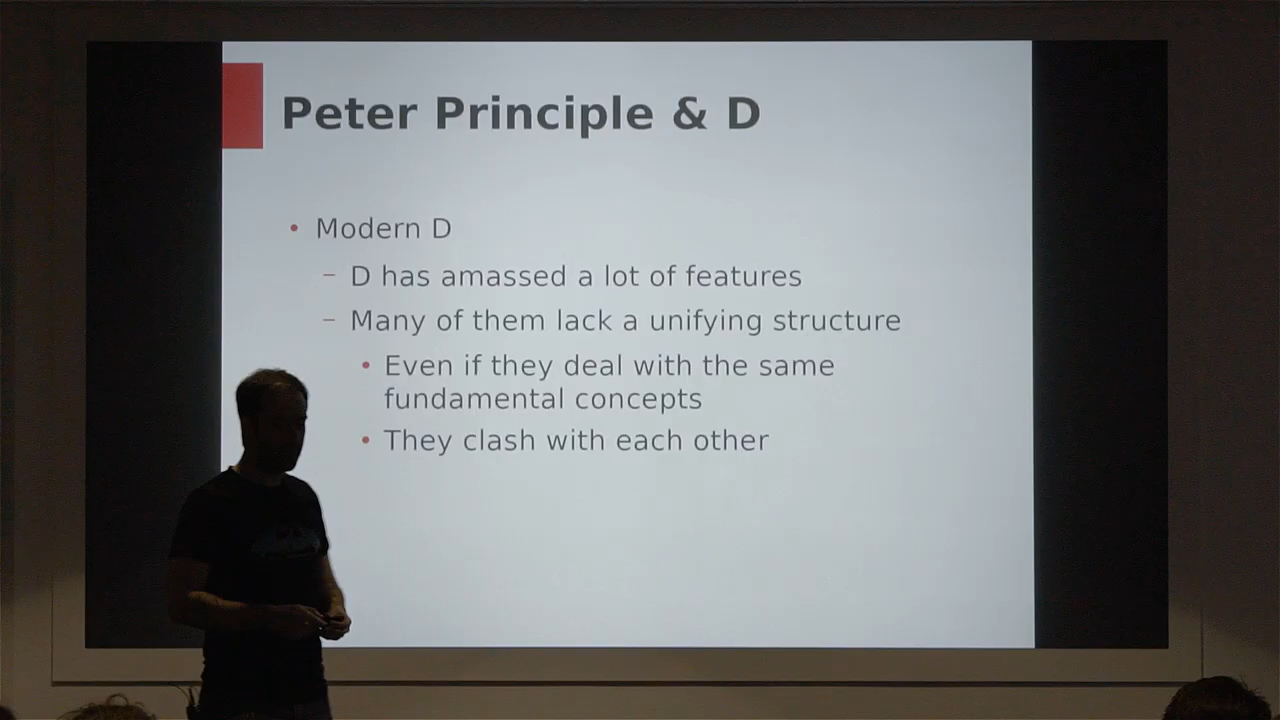 Peter Principle & D
• Modern D
– D has amassed a lot of features
– Many of them lack a unifying structure
• Even if they deal with the same
fundamental concepts
• They clash with each other